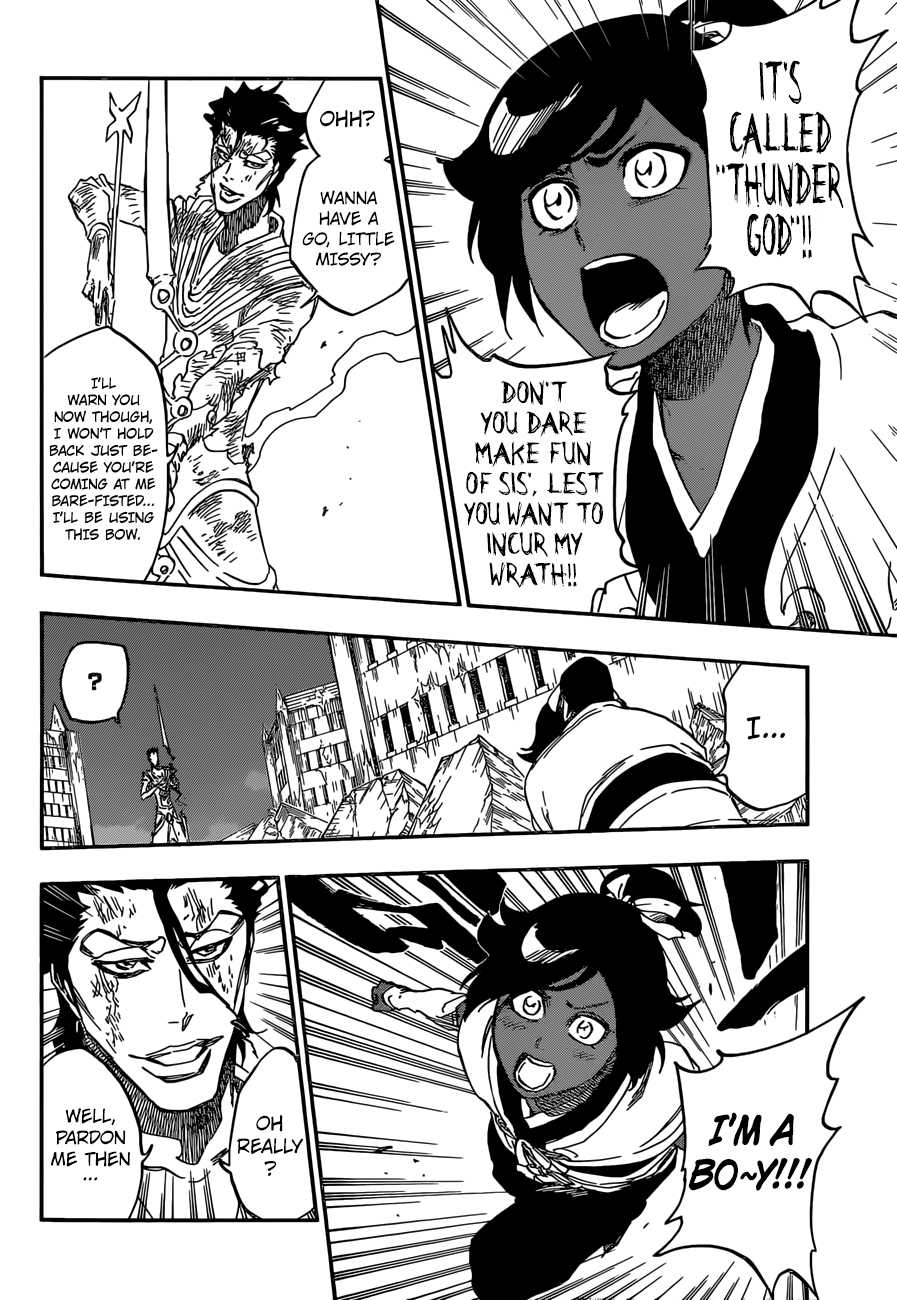 IT'S
CALLED
"THUNDER
GOD"!!
DON'T
YOU DARE
MAKE FUN
OF SIS', LEST
YOU WANT TO
INCUR MY
WRATH!!
OHH?
WANNA
HAVE A
GO, LITTLE
MISSY?
I'LL
WARN YOU
NOW THOUGH,
I WON'T HOLD
BACK JUST BE-
CAUSE YOU'RE
COMING AT ME
BARE-FISTED...
I'LL BE USING
THIS BOW.
I...
?
I'M A
BO~Y!!!
OH
REALLY
?
WELL,
PARDON
ME THEN
...